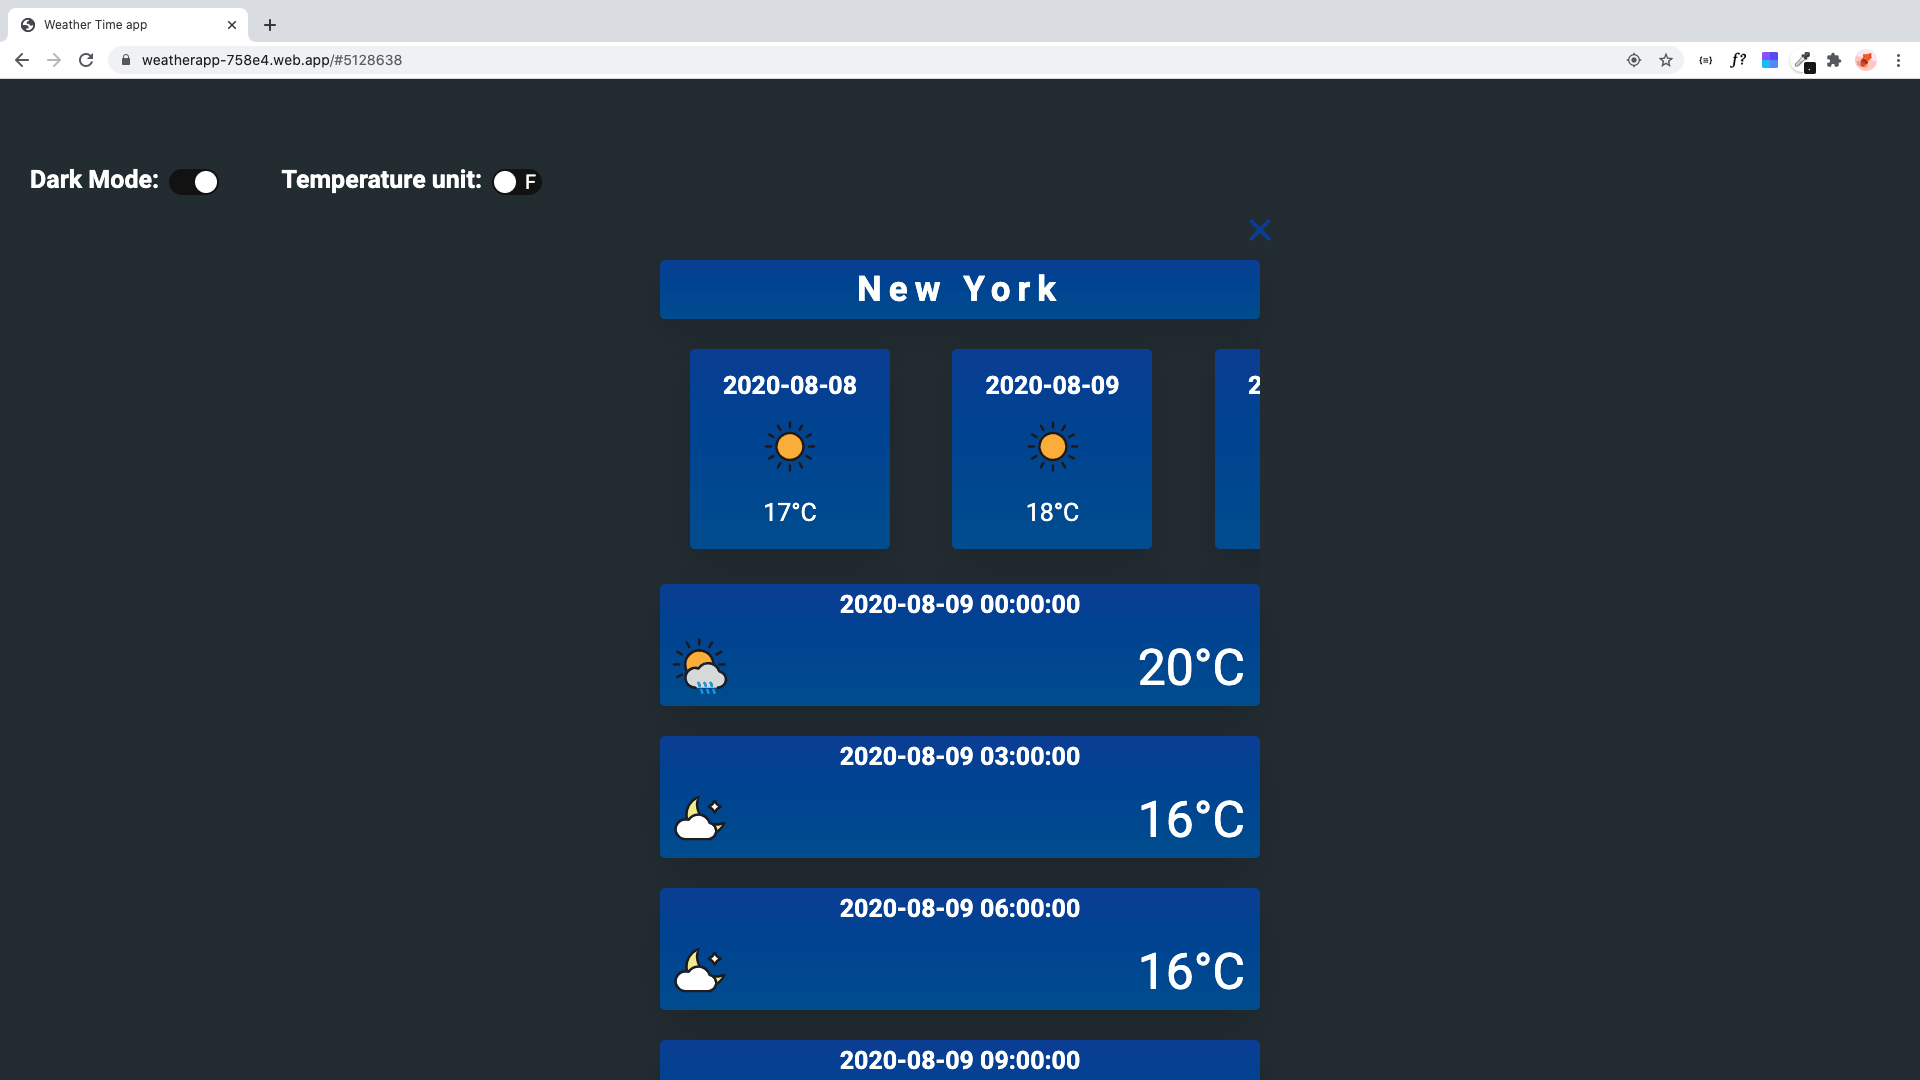 Weather Time app
weatherapp-758e4.web.app/#5128638
f?
Dark Mode:
Temperature unit: F
New York
2020-08-08
2020-08-09
2
17°C
18°C
2020-08-09 00:00:00
20°C
2020-08-09 03:00:00
16°C
2020-08-09 06:00:00
16°C
2020-08-09 09:00:00